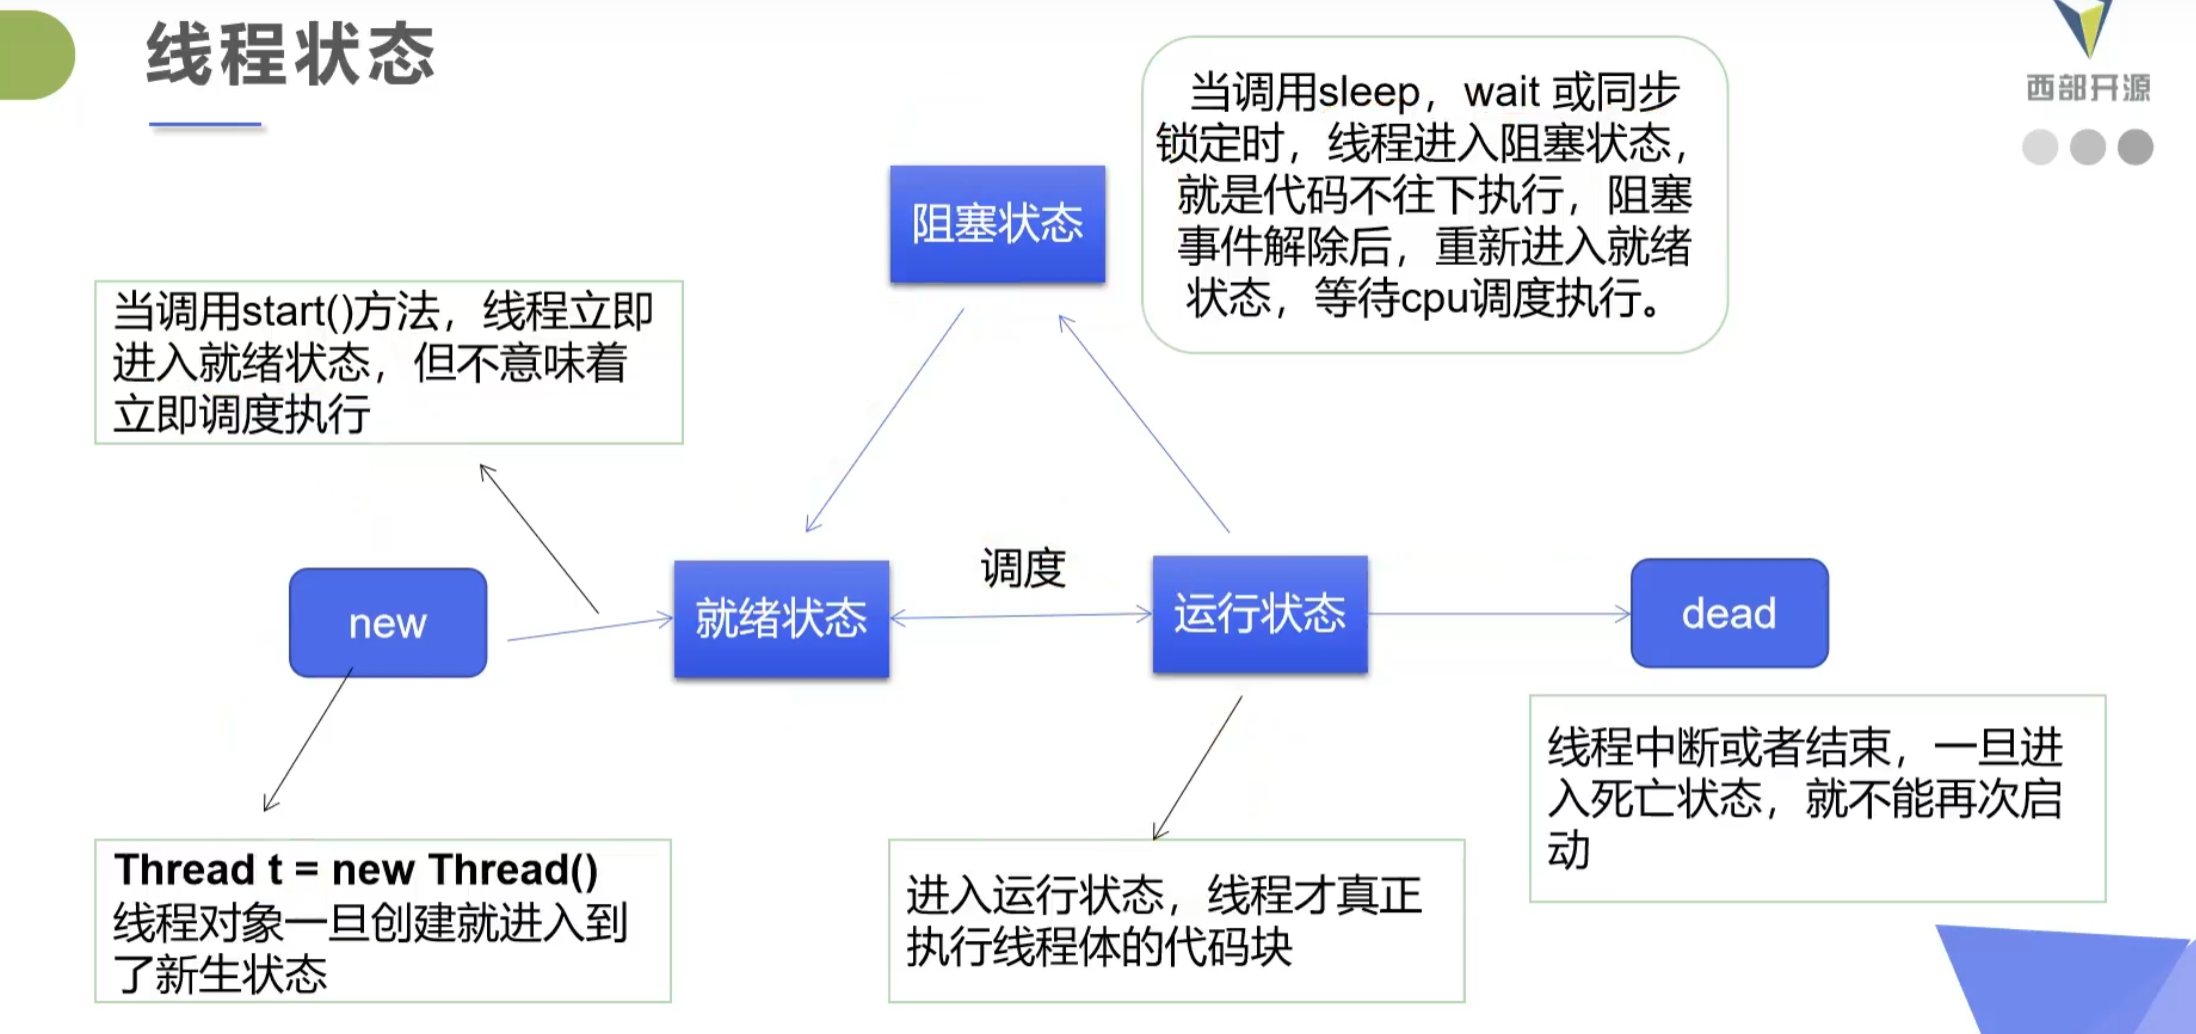 线程状态
西部开源
当调用sleep，wait 或同步
锁定时，线程进入阻塞状态，
就是代码不往下执行，阻塞
事件解除后，重新进入就绪
状态，等待cpu调度执行。
阻塞状态
当调用start()方法，线程立即
进入就绪状态，但不意味着
立即调度执行
new
就绪状态
调度
运行状态
dead
Thread t = new Thread()
线程对象一旦创建就进入到
了新生状态
进入运行状态，线程才真正
执行线程体的代码块
线程中断或者结束，一旦进
入死亡状态，就不能再次启
动